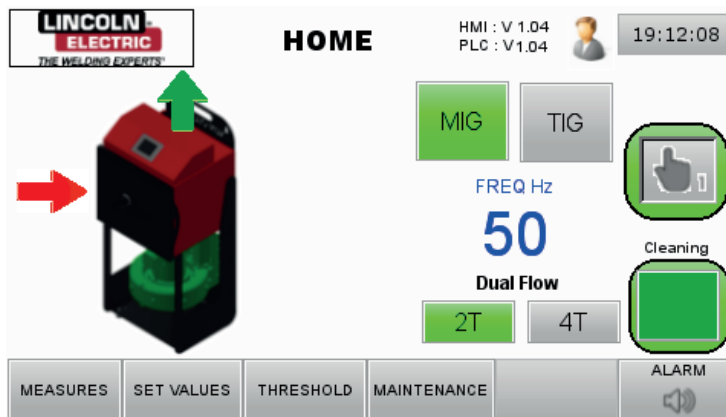 LINCOLN
ELECTRIC
THE WELDING EXPERTS®
HOME
HMI : V 1.04
PLC : V1.04
19:12:08
MIG
TIG
1
FREQ Hz
50
Cleaning
Dual Flow
2T
4T
MEASURES
SET VALUES
THRESHOLD
MAINTENANCE
ALARM